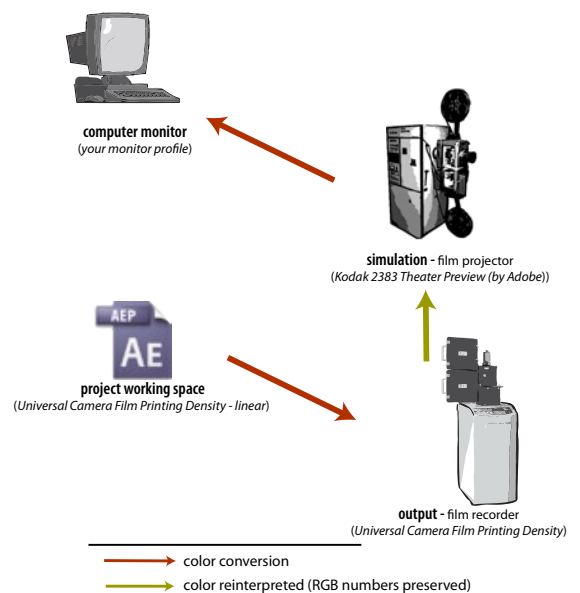 computer monitor
(your monitor profile)
simulation - film projector
(Kodak 2383 Theater Preview (by Adobe))
AEP
AE
project working space
(Universal Camera Film Printing Density - linear)
output - film recorder
(Universal Camera Film Printing Density)
color conversion
color reinterpreted (RGB numbers preserved)